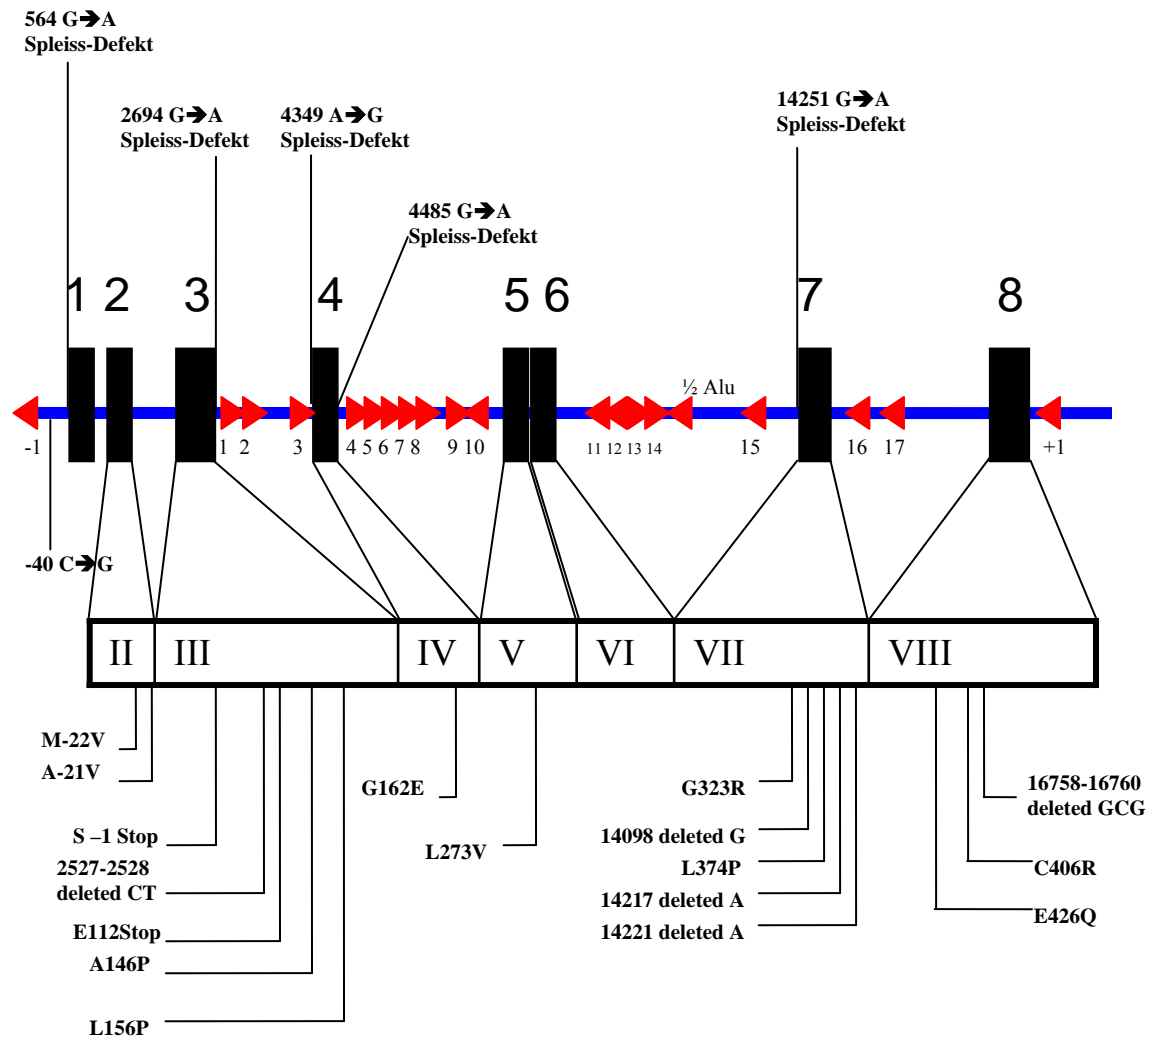 564 G➔A
Spleiss-Defekt
2694 G➔A
Spleiss-Defekt
4349 A➔G
Spleiss-Defekt
14251 G➔A
Spleiss-Defekt
4485 G➔A
Spleiss-Defekt
1 2 3 4 5 6 7 8
½ Alu
-1 1 2 3 4 5 6 7 8 9 10 11 12 13 14 15 16 17 +1
-40 C➔G
II III IV V VI VII VIII
M-22V
A-21V
S –1 Stop
2527-2528
deleted CT
E112Stop
A146P
L156P
G162E
L273V
G323R
14098 deleted G
L374P
14217 deleted A
14221 deleted A
16758-16760
deleted GCG
C406R
E426Q